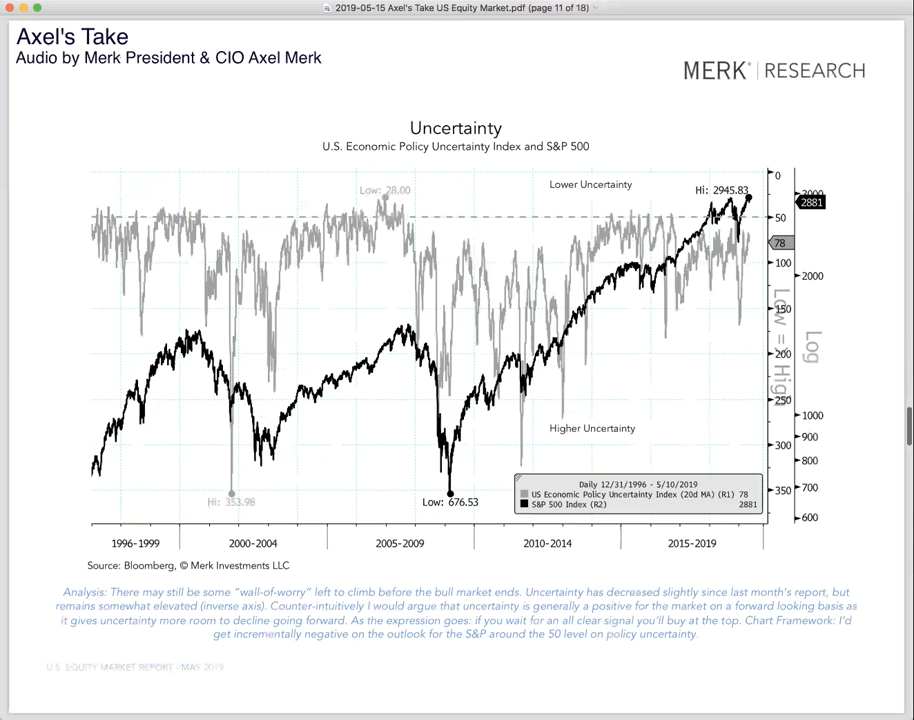 2019-05-15 Axel's Take US Equity Market.pdf (page 11 of 18)
Axel's Take
Audio by Merk President & CIO Axel Merk
MERK® | RESEARCH
Uncertainty
U.S. Economic Policy Uncertainty Index and S&P 500
Low: 28.00
Lower Uncertainty
Hi: 2945.83
0
3000
2881
50
78
100
2000
150
Low = High
Log
200
250
1000
Higher Uncertainty
900
300
800
350
700
Hi: 353.98
Low: 676.53
600
Daily 12/31/1996 - 5/10/2019
US Economic Policy Uncertainty Index (20d MA) (R1) 78
S&P 500 Index (R2) 2881
1996-1999 2000-2004 2005-2009 2010-2014 2015-2019
Source: Bloomberg, © Merk Investments LLC
Analysis: There may still be some "wall-of-worry" left to climb before the bull market ends. Uncertainty has decreased slightly since last month's report, but
remains somewhat elevated (inverse axis). Counter-intuitively I would argue that uncertainty is generally a positive for the market on a forward looking basis as
it gives uncertainty more room to decline going forward. As the expression goes: if you wait for an all clear signal you'll buy at the top. Chart Framework: I'd
get incrementally negative on the outlook for the S&P around the 50 level on policy uncertainty.
U.S. EQUITY MARKET REPORT - MAY 2019